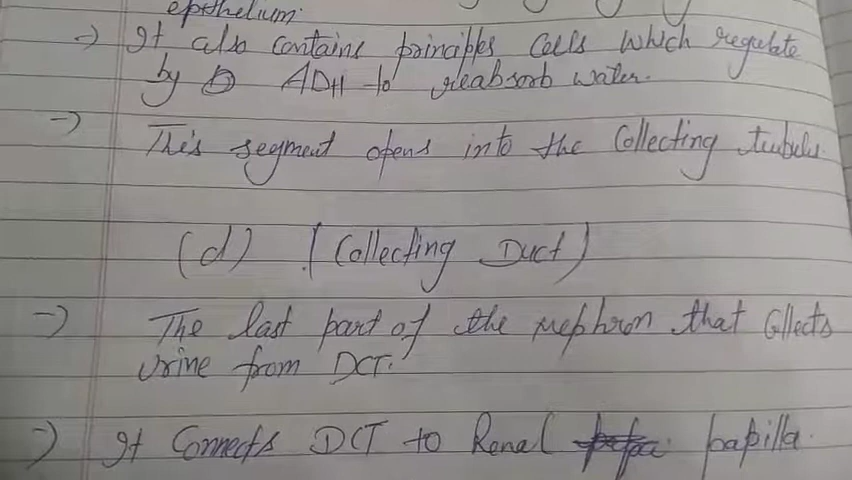 epithelium.
→ It also contains principles cells which regulate
by ADH to reabsorb water.
→ This segment opens into the Collecting tubule
(d) (Collecting Duct)
→ The last part of the nephron that Collects
Urine from DCT.
→ It Connects DCT to Renal papilla.